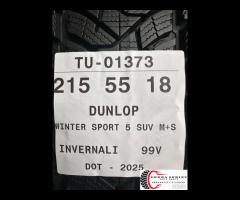 TU-01373
215 55 18
DUNLOP
WINTER SPORT 5 SUV M+S
INVERNALI 99V
DOT - 2025